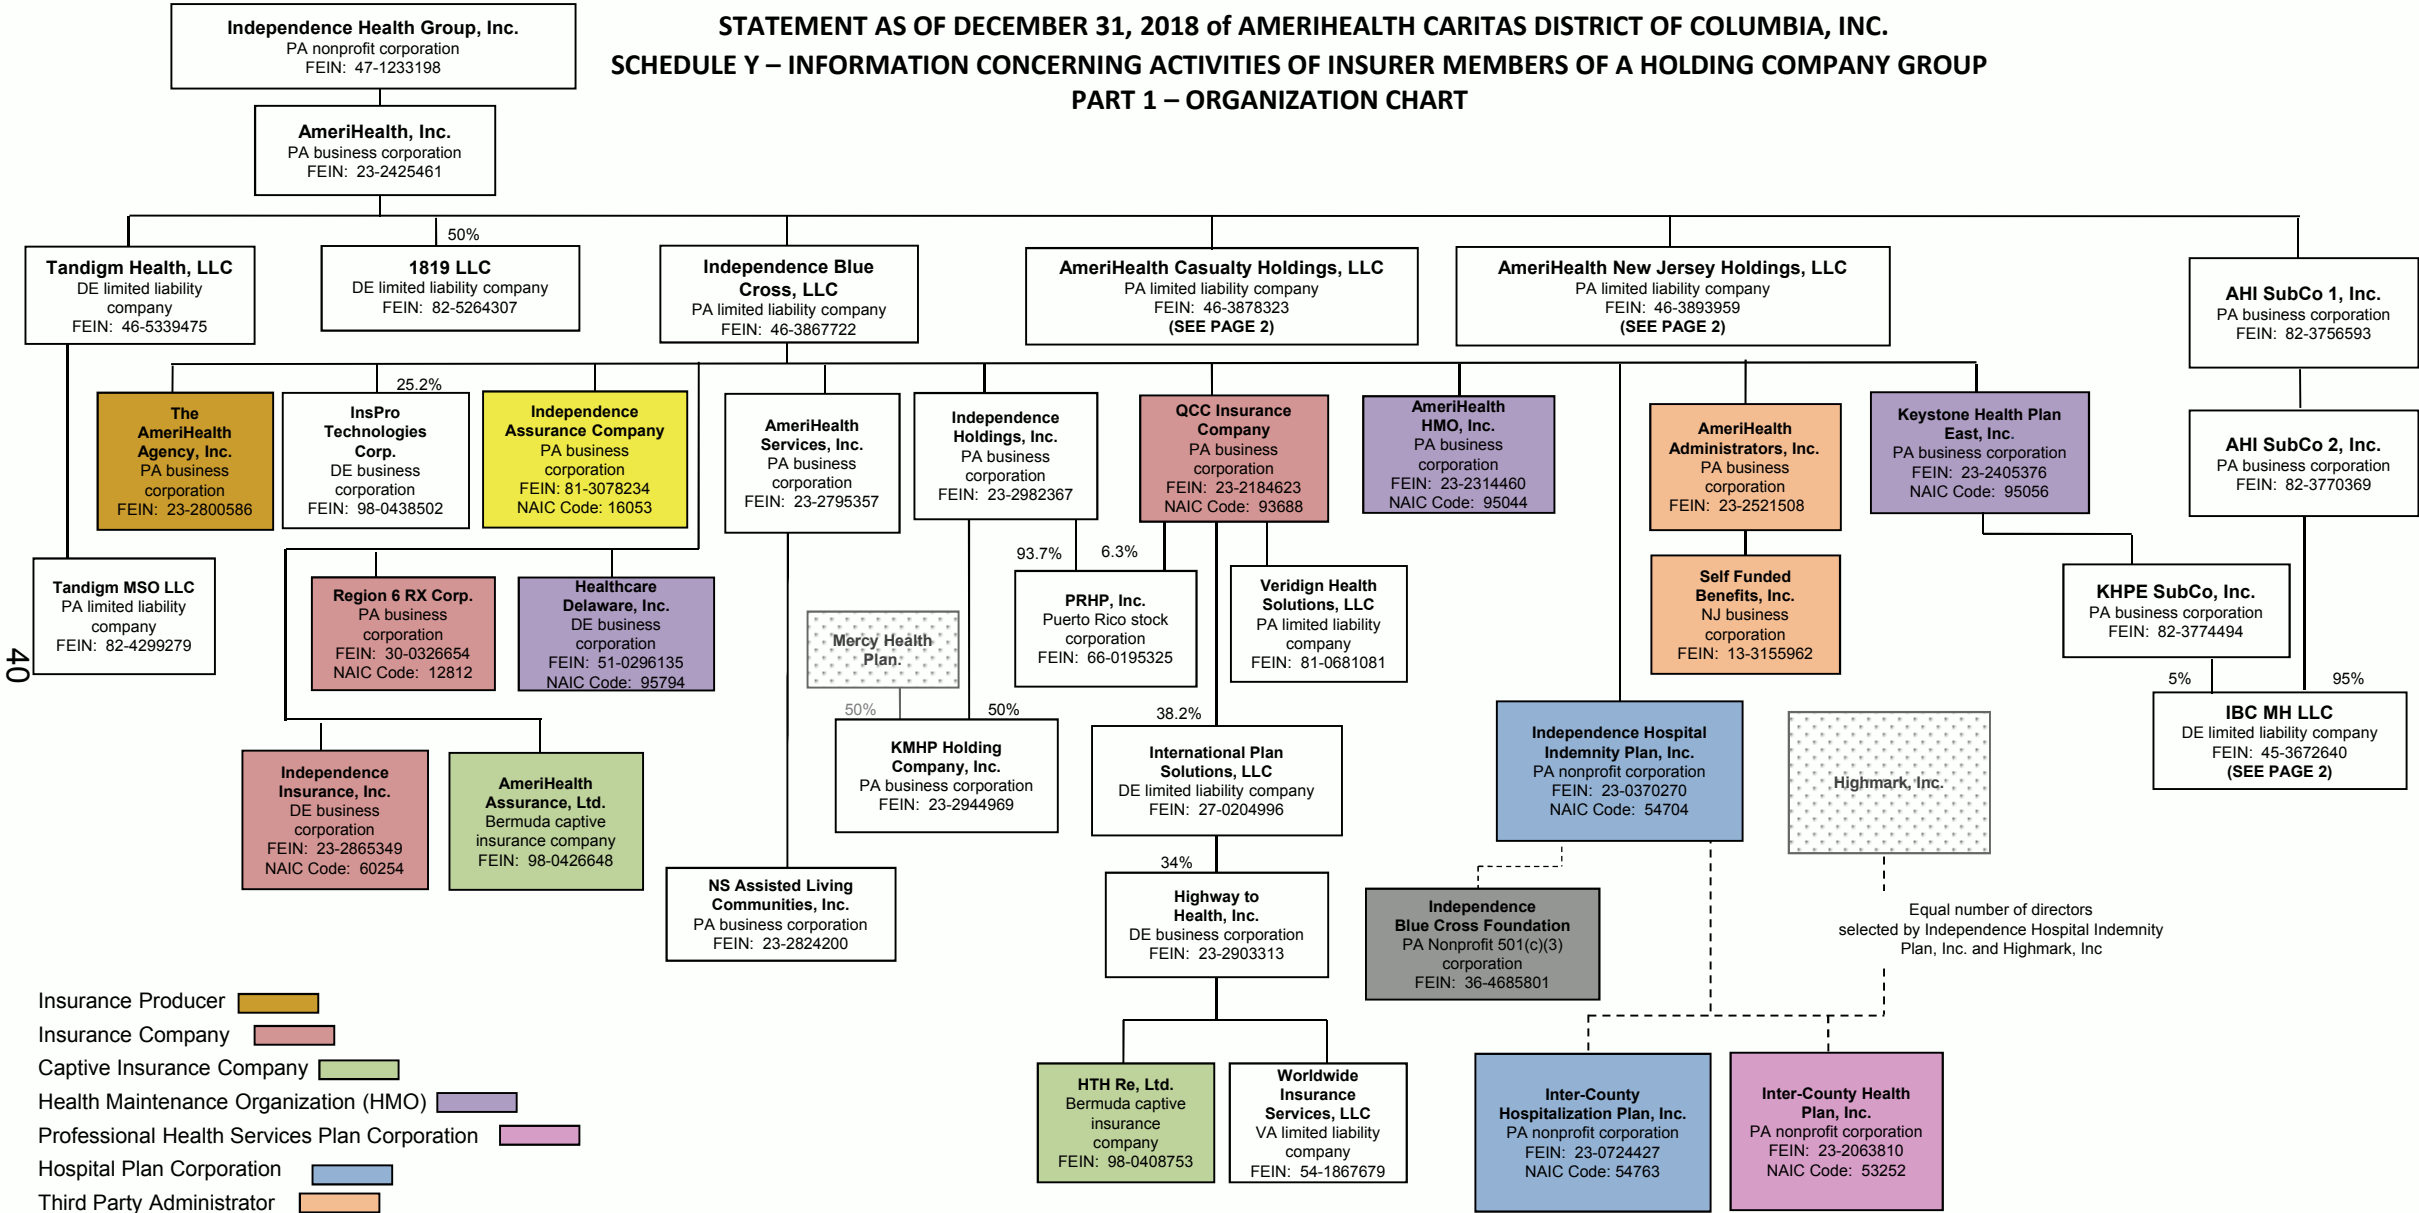 STATEMENT AS OF DECEMBER 31, 2018 of AMERIHEALTH CARITAS DISTRICT OF COLUMBIA, INC.
SCHEDULE Y – INFORMATION CONCERNING ACTIVITIES OF INSURER MEMBERS OF A HOLDING COMPANY GROUP
PART 1 – ORGANIZATION CHART
Independence Health Group, Inc.
PA nonprofit corporation
FEIN: 47-1233198
AmeriHealth, Inc.
PA business corporation
FEIN: 23-2425461
Tandigm Health, LLC
DE limited liability
company
FEIN: 46-5339475
50%
1819 LLC
DE limited liability company
FEIN: 82-5264307
Independence Blue
Cross, LLC
PA limited liability company
FEIN: 46-3867722
AmeriHealth Casualty Holdings, LLC
PA limited liability company
FEIN: 46-3878323
(SEE PAGE 2)
AmeriHealth New Jersey Holdings, LLC
PA limited liability company
FEIN: 46-3893959
(SEE PAGE 2)
AHI SubCo 1, Inc.
PA business corporation
FEIN: 82-3756593
The
AmeriHealth
Agency, Inc.
PA business
corporation
FEIN: 23-2800586
25.2%
InsPro
Technologies
Corp.
DE business
corporation
FEIN: 98-0438502
Independence
Assurance Company
PA business
corporation
FEIN: 81-3078234
NAIC Code: 16053
AmeriHealth
Services, Inc.
PA business
corporation
FEIN: 23-2795357
Independence
Holdings, Inc.
PA business
corporation
FEIN: 23-2982367
QCC Insurance
Company
PA business
corporation
FEIN: 23-2184623
NAIC Code: 93688
AmeriHealth
HMO, Inc.
PA business
corporation
FEIN: 23-2314460
NAIC Code: 95044
AmeriHealth
Administrators, Inc.
PA business
corporation
FEIN: 23-2521508
Keystone Health Plan
East, Inc.
PA business corporation
FEIN: 23-2405376
NAIC Code: 95056
AHI SubCo 2, Inc.
PA business corporation
FEIN: 82-3770369
Tandigm MSO LLC
PA limited liability
company
FEIN: 82-4299279
Region 6 RX Corp.
PA business
corporation
FEIN: 30-0326654
NAIC Code: 12812
Healthcare
Delaware, Inc.
DE business
corporation
FEIN: 51-0296135
NAIC Code: 95794
Mercy Health
Plan.
93.7%
6.3%
PRHP, Inc.
Puerto Rico stock
corporation
FEIN: 66-0195325
Veridign Health
Solutions, LLC
PA limited liability
company
FEIN: 81-0681081
Self Funded
Benefits, Inc.
NJ business
corporation
FEIN: 13-3155962
KHPE SubCo, Inc.
PA business corporation
FEIN: 82-3774494
40
50%
50%
38.2%
5%
95%
Independence
Insurance, Inc.
DE business
corporation
FEIN: 23-2865349
NAIC Code: 60254
AmeriHealth
Assurance, Ltd.
Bermuda captive
insurance company
FEIN: 98-0426648
KMHP Holding
Company, Inc.
PA business corporation
FEIN: 23-2944969
International Plan
Solutions, LLC
DE limited liability company
FEIN: 27-0204996
Independence Hospital
Indemnity Plan, Inc.
PA nonprofit corporation
FEIN: 23-0370270
NAIC Code: 54704
Highmark, Inc.
IBC MH LLC
DE limited liability company
FEIN: 45-3672640
(SEE PAGE 2)
34%
NS Assisted Living
Communities, Inc.
PA business corporation
FEIN: 23-2824200
Highway to
Health, Inc.
DE business corporation
FEIN: 23-2903313
Independence
Blue Cross Foundation
PA Nonprofit 501(c)(3)
corporation
FEIN: 36-4685801
Equal number of directors
selected by Independence Hospital Indemnity
Plan, Inc. and Highmark, Inc
HTH Re, Ltd.
Bermuda captive
insurance
company
FEIN: 98-0408753
Worldwide
Insurance
Services, LLC
VA limited liability
company
FEIN: 54-1867679
Inter-County
Hospitalization Plan, Inc.
PA nonprofit corporation
FEIN: 23-0724427
NAIC Code: 54763
Inter-County Health
Plan, Inc.
PA nonprofit corporation
FEIN: 23-2063810
NAIC Code: 53252
Insurance Producer
Insurance Company
Captive Insurance Company
Health Maintenance Organization (HMO)
Professional Health Services Plan Corporation
Hospital Plan Corporation
Third Party Administrator